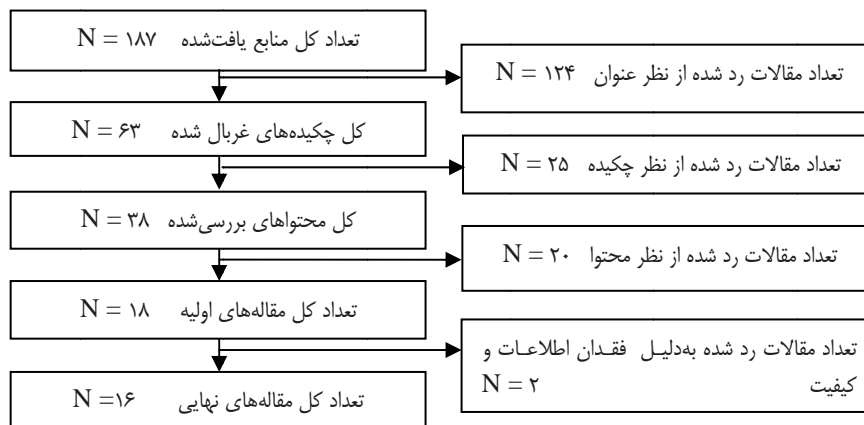 تعداد کل منابع یافت‌شده N = ۱۸۷
تعداد مقالات رد شده از نظر عنوان N = ۱۲۴
کل چکیده‌های غربال شده N = ۶۳
تعداد مقالات رد شده از نظر چکیده N = ۲۵
کل محتواهای بررسی‌شده N = ۳۸
تعداد مقالات رد شده از نظر محتوا N = ۲۰
تعداد کل مقاله‌های اولیه N = ۱۸
تعداد مقالات رد شده به‌دلیل فقدان اطلاعات و
کیفیت N = ۲
تعداد کل مقاله‌های نهایی N =۱۶